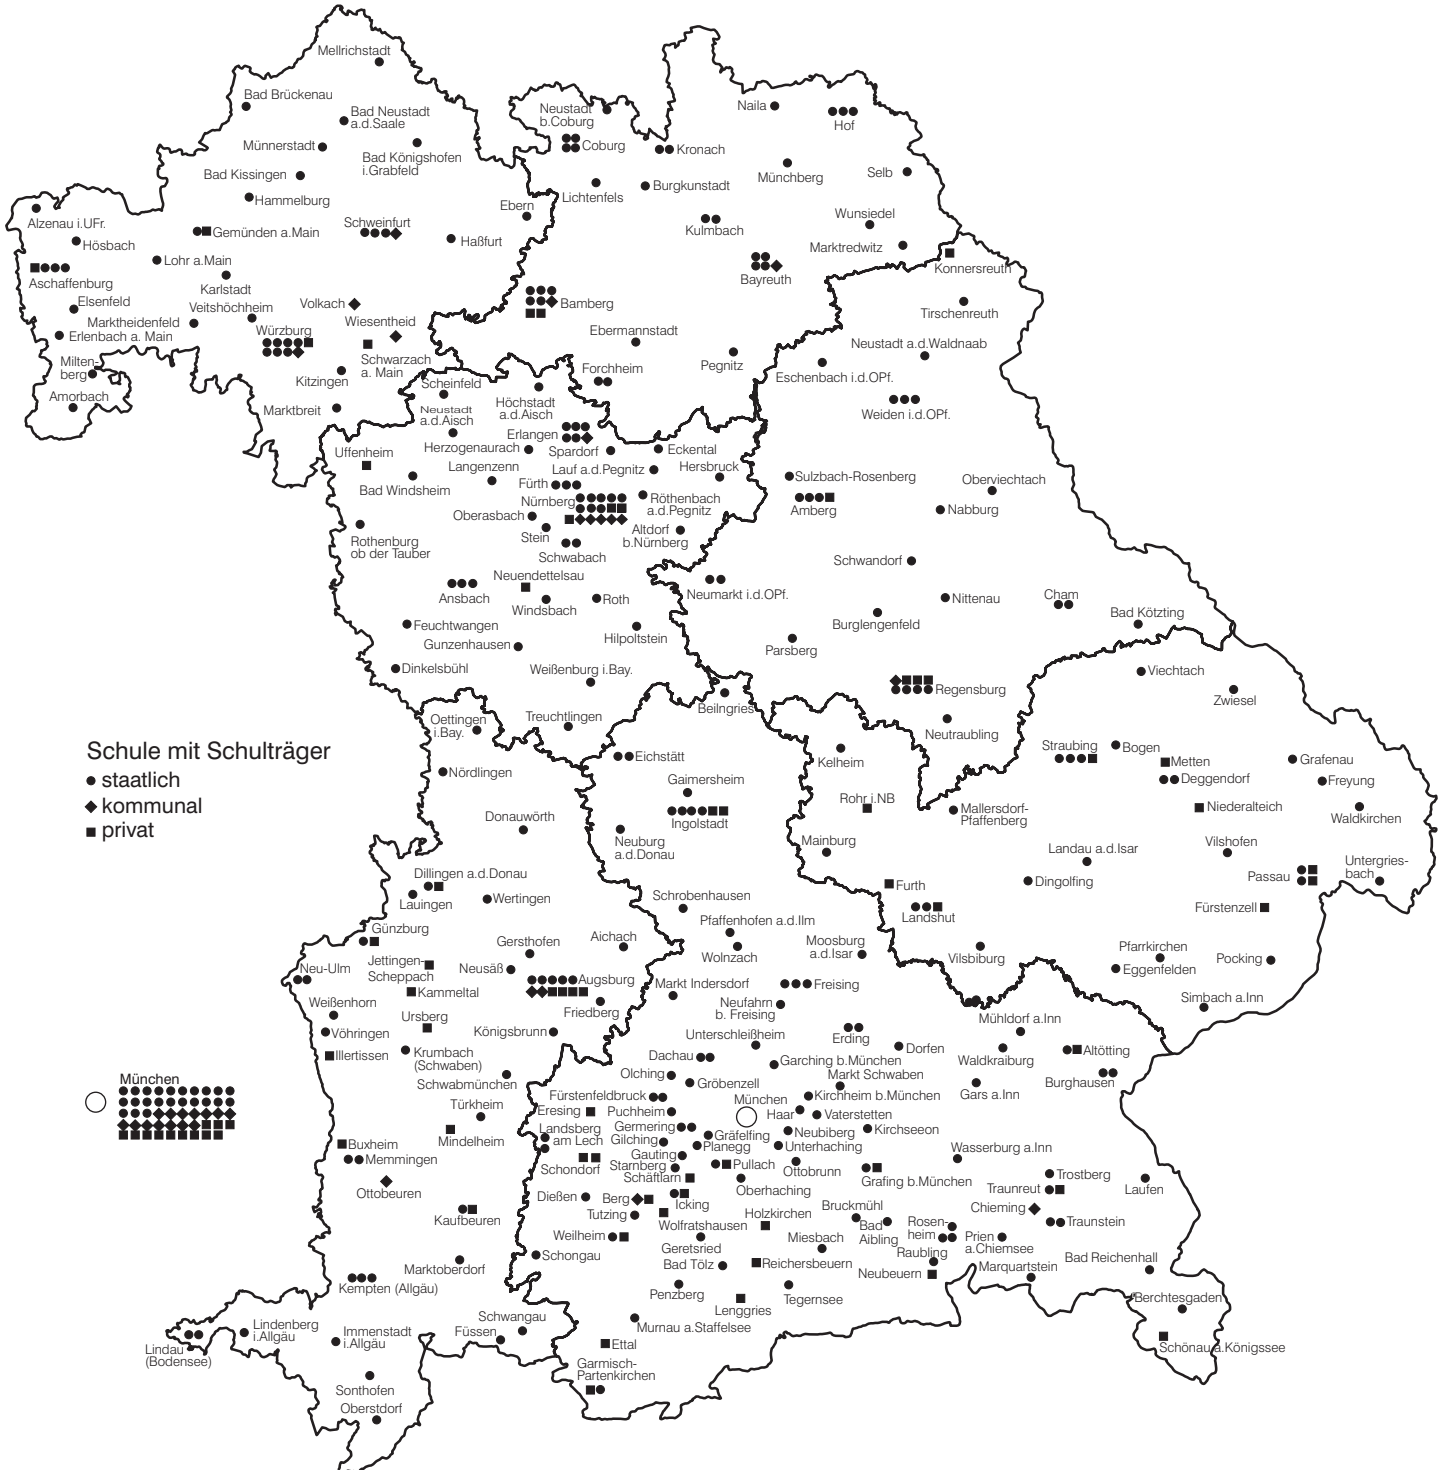 Mellrichstadt
Bad Brückenau
Bad Neustadt
a.d.Saale
Münnerstadt
Bad Königshofen
i.Grabfeld
Bad Kissingen
Hammelburg
Alzenau i.UFr.
Hösbach
Gemünden a.Main
Schweinfurt
Haßfurt
Ebern
Lohr a.Main
Aschaffenburg
Karlstadt
Elsenfeld
Veitshöchheim
Volkach
Marktheidenfeld
Wiesentheid
Erlenbach a. Main
Würzburg
Schwarzach
a. Main
Milten-
berg
Kitzingen
Amorbach
Marktbreit
Neustadt
b.Coburg
Coburg
Kronach
Naila
Hof
Lichtenfels
Burgkunstadt
Münchberg
Selb
Kulmbach
Wunsiedel
Marktredwitz
Bayreuth
Bamberg
Ebermannstadt
Pegnitz
Forchheim
Konnersreuth
Tirschenreuth
Neustadt a.d.Waldnaab
Eschenbach i.d.OPf.
Weiden i.d.OPf.
Sulzbach-Rosenberg
Amberg
Oberviechtach
Nabburg
Schwandorf
Neumarkt i.d.OPf.
Nittenau
Cham
Burglengenfeld
Bad Kötzting
Parsberg
Regensburg
Neutraubling
Scheinfeld
Neustadt
a.d.Aisch
Höchstadt
a.d.Aisch
Erlangen
Herzogenaurach
Spardorf
Eckental
Uffenheim
Langenzenn
Lauf a.d.Pegnitz
Hersbruck
Bad Windsheim
Fürth
Nürnberg
Röthenbach
a.d.Pegnitz
Oberasbach
Stein
Altdorf
b.Nürnberg
Rothenburg
ob der Tauber
Schwabach
Neuendettelsau
Ansbach
Windsbach
Roth
Feuchtwangen
Gunzenhausen
Hilpoltstein
Dinkelsbühl
Weißenburg i.Bay.
Treuchtlingen
Schule mit Schulträger
staatlich
kommunal
privat
Oettingen
i.Bay.
Nördlingen
Donauwörth
Dillingen a.d.Donau
Lauingen
Wertingen
Günzburg
Gersthofen
Aichach
Jettingen-
Scheppach
Neusäß
Neu-Ulm
Augsburg
Kammeltal
Weißenhorn
Friedberg
Ursberg
Vöhringen
Königsbrunn
Illertissen
Krumbach
(Schwaben)
Schwabmünchen
Türkheim
Mindelheim
Buxheim
Memmingen
Ottobeuren
Kaufbeuren
Marktoberdorf
Kempten (Allgäu)
Schwangau
Füssen
Lindenberg
i.Allgäu
Immenstadt
i.Allgäu
Lindau
(Bodensee)
Sonthofen
Oberstdorf
München
Beilngries
Eichstätt
Gaimersheim
Ingolstadt
Neuburg
a.d.Donau
Schrobenhausen
Pfaffenhofen a.d.Ilm
Wolnzach
Moosburg
a.d.Isar
Markt Indersdorf
Freising
Neufahrn
b. Freising
Unterschleißheim
Erding
Dorfen
Mühldorf a.Inn
Waldkraiburg
Altötting
Burghausen
Gars a.Inn
Dachau
Garching b.München
Olching
Gröbenzell
Markt Schwaben
Fürstenfeldbruck
München
Kirchheim b.München
Eresing
Puchheim
Haar
Vaterstetten
Landsberg
am Lech
Germering
Gräfelfing
Neubiberg
Kirchseeon
Gilching
Planegg
Unterhaching
Schondorf
Gauting
Starnberg
Pullach
Ottobrunn
Wasserburg a.Inn
Schäftlarn
Oberhaching
Grafing b.München
Trostberg
Traunreut
Laufen
Dießen
Berg
Icking
Chieming
Tutzing
Wolfratshausen
Holzkirchen
Bruckmühl
Bad
Aibling
Rosen-
heim
Traunstein
Weilheim
Geretsried
Miesbach
Prien
a.Chiemsee
Schongau
Bad Tölz
Reichersbeuern
Raubling
Neubeuern
Marquartstein
Bad Reichenhall
Penzberg
Lenggries
Tegernsee
Berchtesgaden
Murnau a.Staffelsee
Ettal
Schönau a.Königssee
Garmisch-
Partenkirchen
Viechtach
Zwiesel
Kelheim
Straubing
Bogen
Metten
Deggendorf
Grafenau
Freyung
Rohr i.NB
Mallersdorf-
Pfaffenberg
Niederalteich
Waldkirchen
Mainburg
Landau a.d.Isar
Vilshofen
Furth
Dingolfing
Passau
Untergries-
bach
Landshut
Fürstenzell
Vilsbiburg
Pfarrkirchen
Eggenfelden
Pocking
Simbach a.Inn